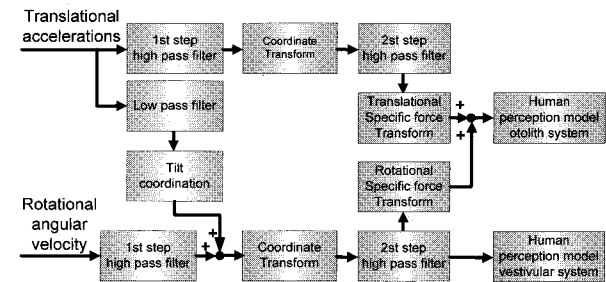 Translational
accelerations
1st step
high pass filter
Coordinate
Transform
2st step
high pass filter
Low pass filter
Translational
Specific force
Transform
+
+
Human
perception model
otolith system
Tilt
coordination
Rotational
Specific force
Transform
Rotational
angular
velocity
1st step
high pass filter
+
+
Coordinate
Transform
2st step
high pass filter
Human
perception model
vestivular system